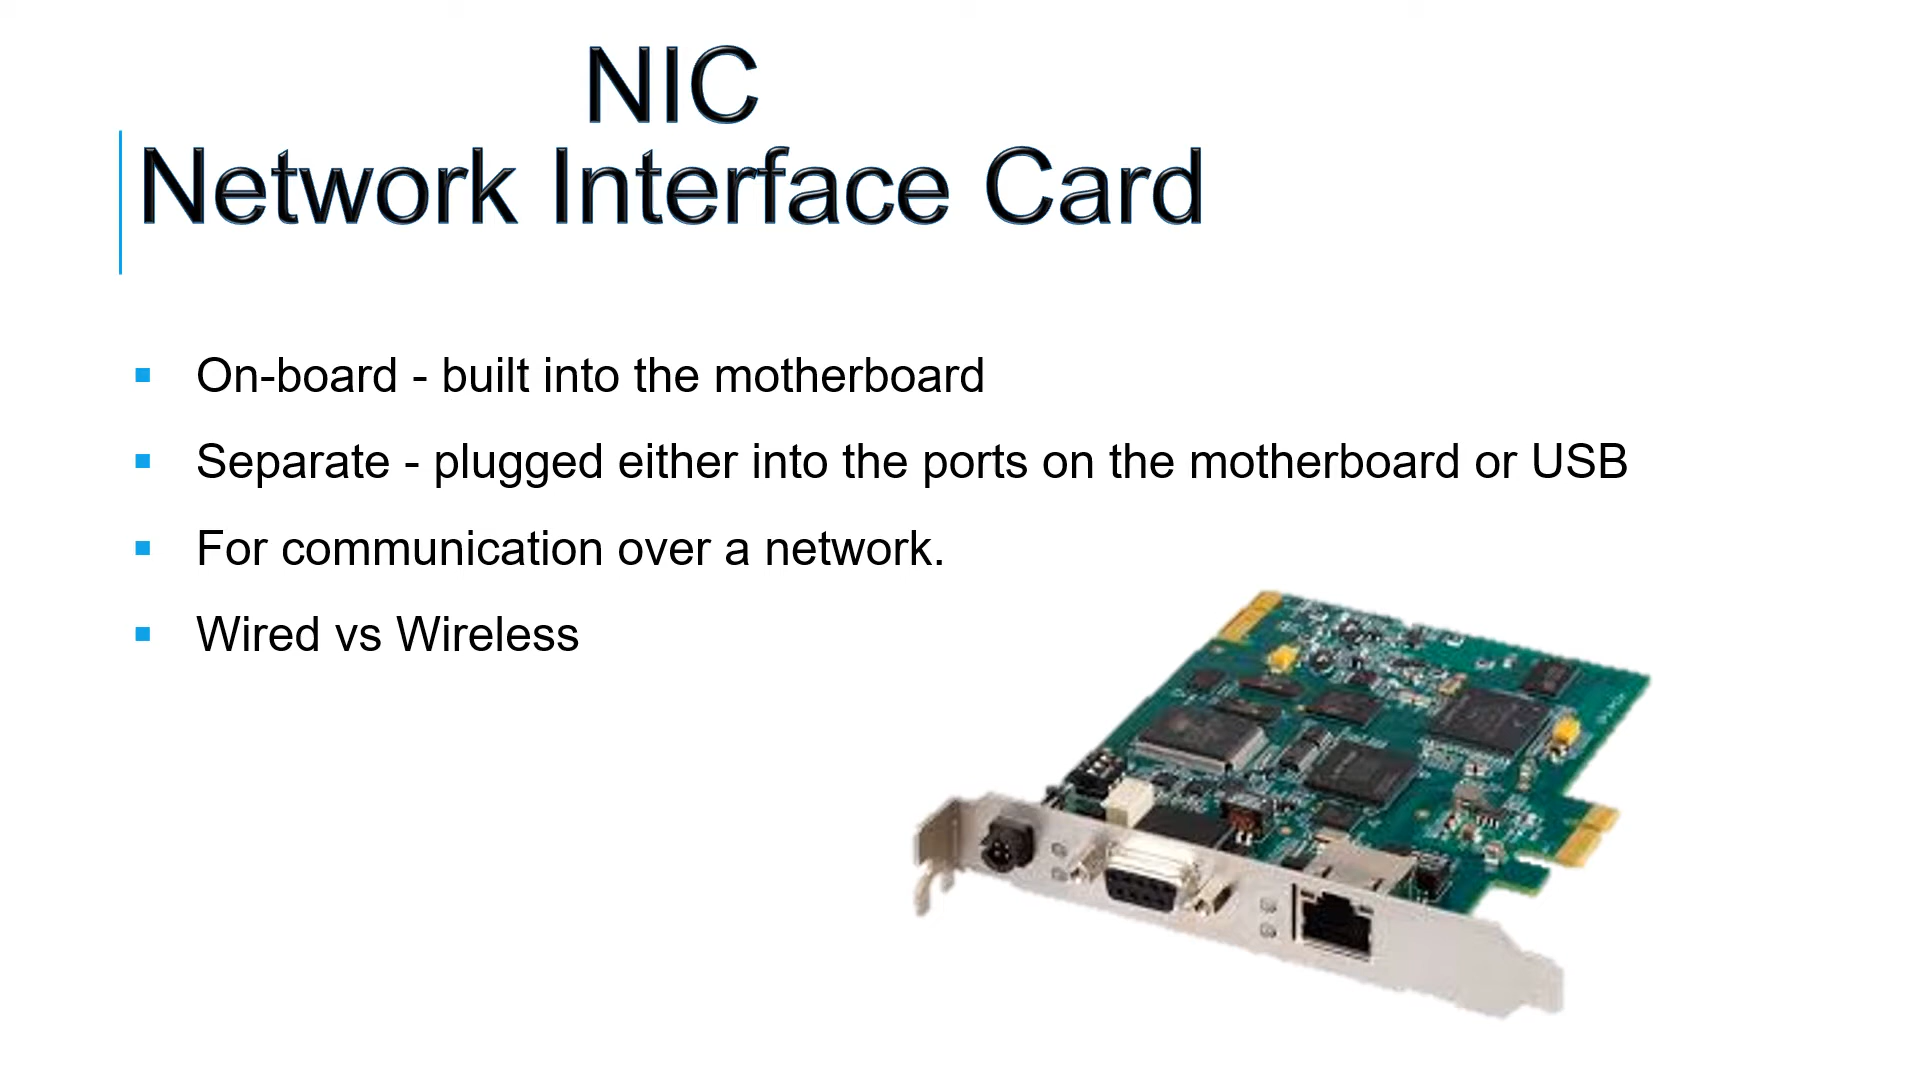 NIC
Network Interface Card
On-board - built into the motherboard
Separate - plugged either into the ports on the motherboard or USB
For communication over a network.
Wired vs Wireless